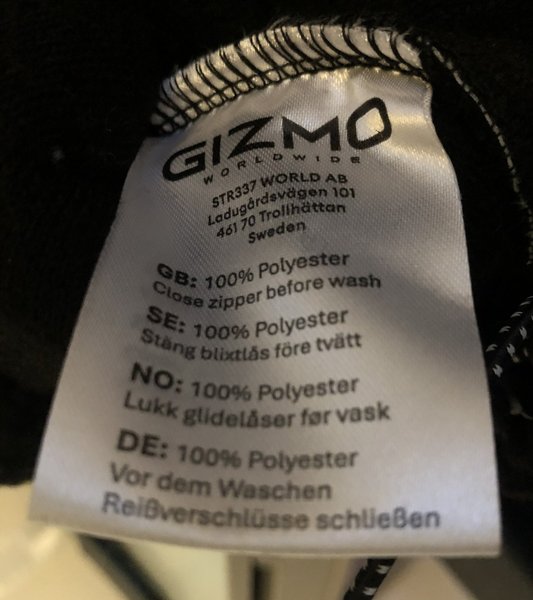 GIZMO
WORLDWIDE
STR337 WORLD AB
Ladugårdsvägen 101
461 70 Trollhättan
Sweden
GB: 100% Polyester
Close zipper before wash
SE: 100% Polyester
Stäng blixtlås före tvätt
NO: 100% Polyester
Lukk glidelåser før vask
DE: 100% Polyester
Vor dem Waschen
Reißverschlüsse schließen